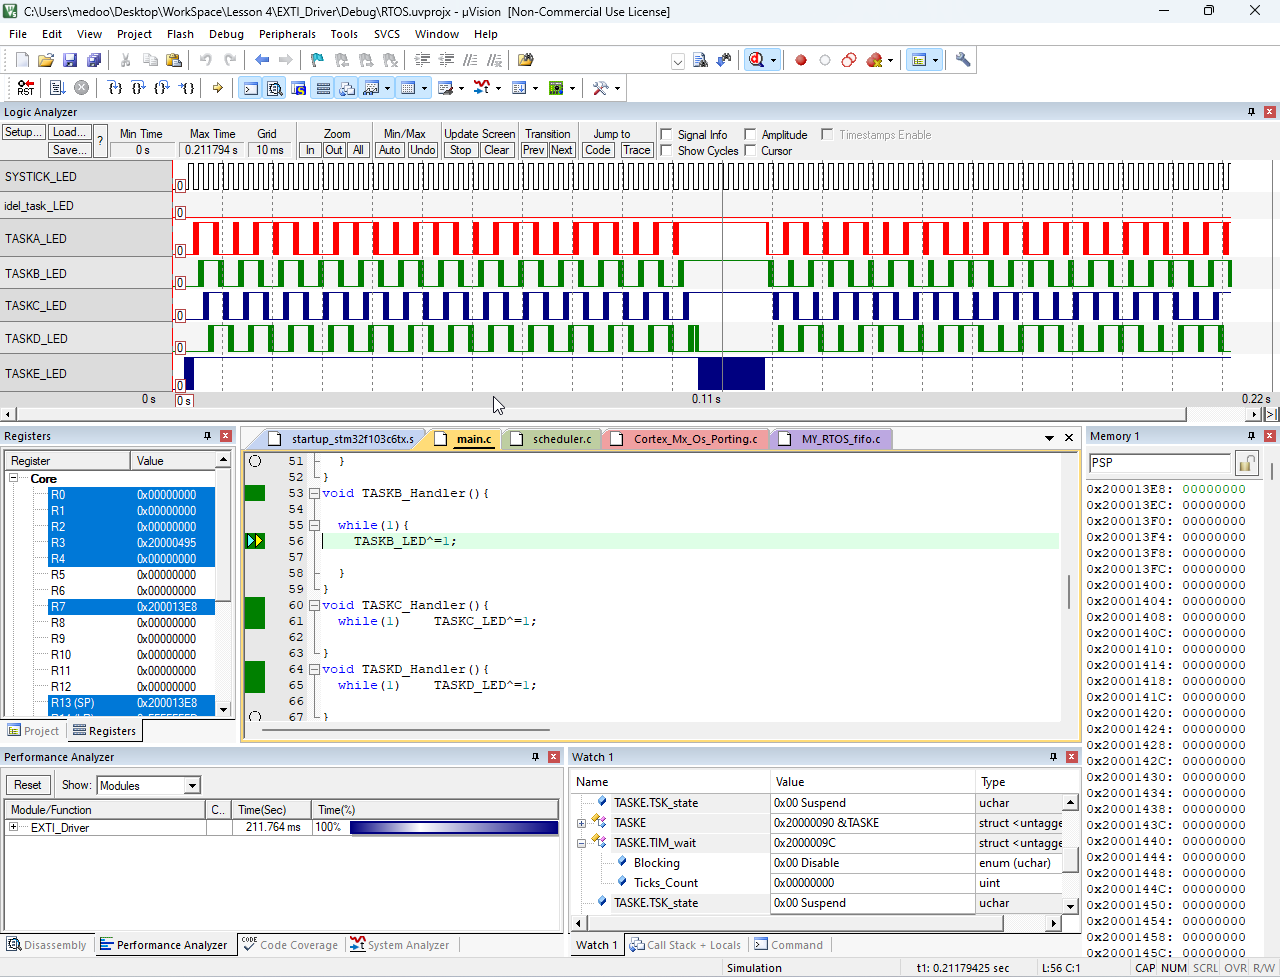 C:\Users\medoo\Desktop\WorkSpace\Lesson 4\EXTI_Driver\Debug\RTOS.uvprojx - µVision [Non-Commercial Use License]
File Edit View Project Flash Debug Peripherals Tools SVCS Window Help
Logic Analyzer
Setup... Load... Save... ? Min Time 0 s Max Time 0.211794 s Grid 10 ms Zoom In Out All Min/Max Auto Undo Update Screen Stop Clear Transition Prev Next Jump to Code Trace Signal Info Show Cycles Amplitude Cursor Timestamps Enable
SYSTICK_LED 0
idel_task_LED 0
TASKA_LED 0
TASKB_LED 0
TASKC_LED 0
TASKD_LED 0
TASKE_LED 0
0 s 0 s 0.11 s 0.22 s
Registers
Register Value
Core
R0 0x00000000
R1 0x00000000
R2 0x00000000
R3 0x20000495
R4 0x00000000
R5 0x00000000
R6 0x00000000
R7 0x200013E8
R8 0x00000000
R9 0x00000000
R10 0x00000000
R11 0x00000000
R12 0x00000000
R13 (SP) 0x200013E8
Project Registers
startup_stm32f103c6tx.s main.c scheduler.c Cortex_Mx_Os_Porting.c MY_RTOS_fifo.c
51 }
52 }
53 void TASKB_Handler(){
54
55 while(1){
56 TASKB_LED^=1;
57
58 }
59 }
60 void TASKC_Handler(){
61 while(1) TASKC_LED^=1;
62
63 }
64 void TASKD_Handler(){
65 while(1) TASKD_LED^=1;
66
67 }
Memory 1
PSP
0x200013E8: 00000000
0x200013EC: 00000000
0x200013F0: 00000000
0x200013F4: 00000000
0x200013F8: 00000000
0x200013FC: 00000000
0x20001400: 00000000
0x20001404: 00000000
0x20001408: 00000000
0x2000140C: 00000000
0x20001410: 00000000
0x20001414: 00000000
0x20001418: 00000000
0x2000141C: 00000000
0x20001420: 00000000
0x20001424: 00000000
0x20001428: 00000000
0x2000142C: 00000000
0x20001430: 00000000
0x20001434: 00000000
0x20001438: 00000000
0x2000143C: 00000000
0x20001440: 00000000
0x20001444: 00000000
0x20001448: 00000000
0x2000144C: 00000000
0x20001450: 00000000
0x20001454: 00000000
0x20001458: 00000000
0x2000145C: 00000000
Performance Analyzer
Reset Show: Modules
Module/Function C.. Time(Sec) Time(%)
EXTI_Driver 211.764 ms 100%
Disassembly Performance Analyzer Code Coverage System Analyzer
Watch 1
Name Value Type
TASKE.TSK_state 0x00 Suspend uchar
TASKE 0x20000090 &TASKE struct <untagge
TASKE.TIM_wait 0x2000009C struct <untagge
Blocking 0x00 Disable enum (uchar)
Ticks_Count 0x00000000 uint
TASKE.TSK_state 0x00 Suspend uchar
Watch 1 Call Stack + Locals Command
Simulation t1: 0.21179425 sec L:56 C:1 CAP NUM SCRL OVR R/W